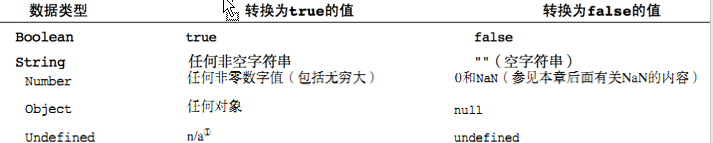 数据类型 转换为true的值 转换为false的值
Boolean true false
String 任何非空字符串 ""（空字符串）
Number 任何非零数字值（包括无穷大） 0和NaN（参见本章后面有关NaN的内容）
Object 任何对象 null
Undefined n/a① undefined